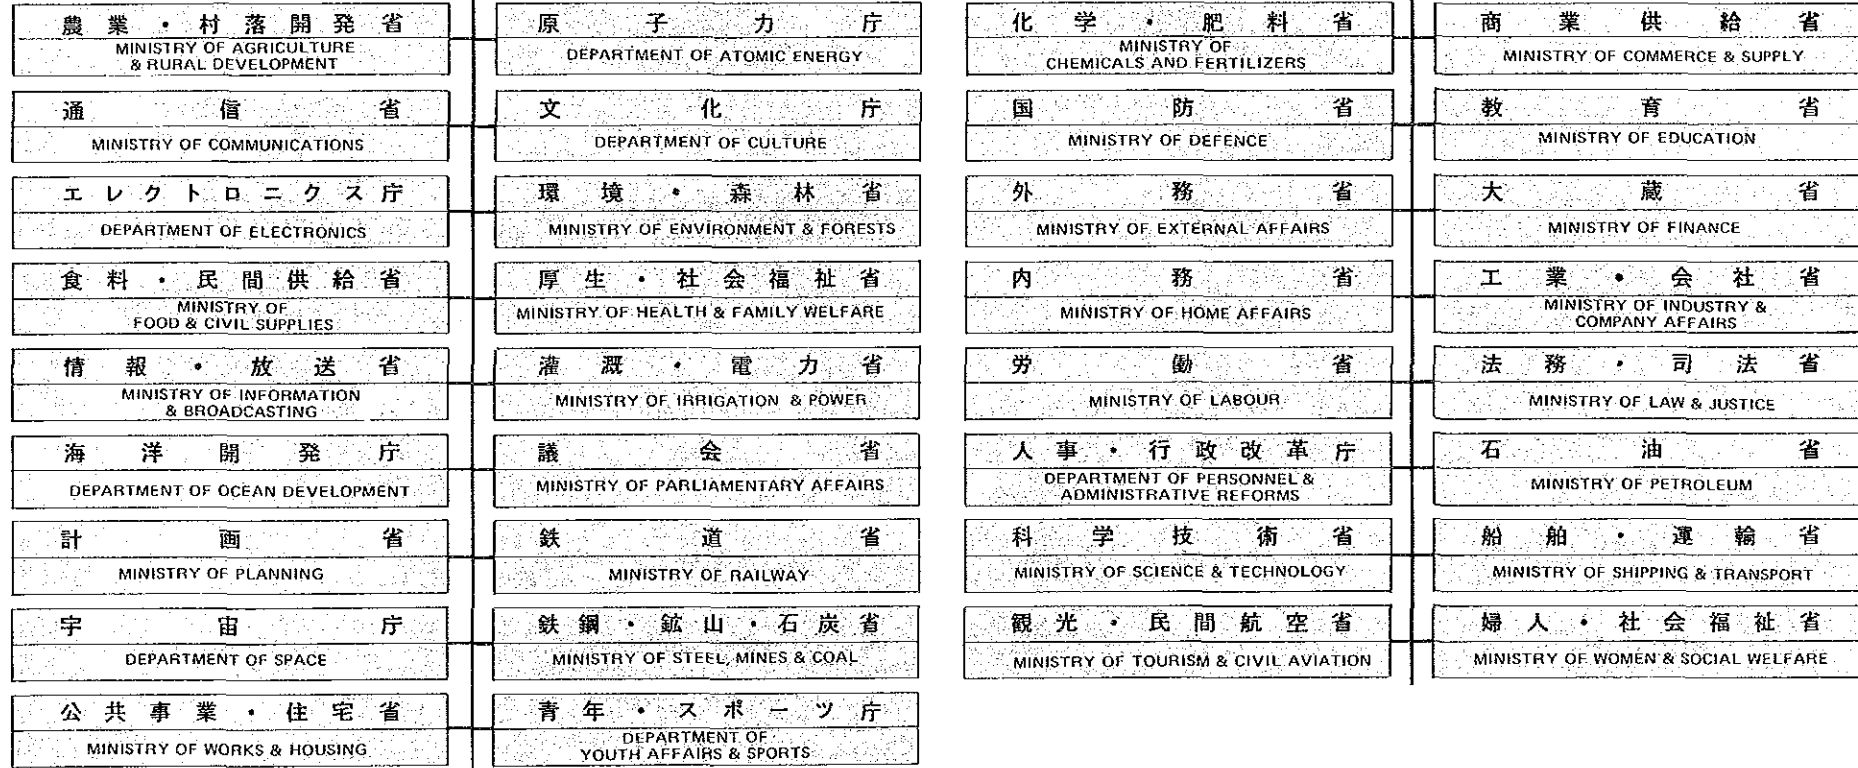 農業・村落開発省
MINISTRY OF AGRICULTURE
& RURAL DEVELOPMENT
原子力庁
DEPARTMENT OF ATOMIC ENERGY
化学・肥料省
MINISTRY OF
CHEMICALS AND FERTILIZERS
商業供給省
MINISTRY OF COMMERCE & SUPPLY
通信省
MINISTRY OF COMMUNICATIONS
文化庁
DEPARTMENT OF CULTURE
国防省
MINISTRY OF DEFENCE
教育省
MINISTRY OF EDUCATION
エレクトロニクス庁
DEPARTMENT OF ELECTRONICS
環境・森林省
MINISTRY OF ENVIRONMENT & FORESTS
外務省
MINISTRY OF EXTERNAL AFFAIRS
大蔵省
MINISTRY OF FINANCE
食料・民間供給省
MINISTRY OF
FOOD & CIVIL SUPPLIES
厚生・社会福祉省
MINISTRY OF HEALTH & FAMILY WELFARE
内務省
MINISTRY OF HOME AFFAIRS
工業・会社省
MINISTRY OF INDUSTRY &
COMPANY AFFAIRS
情報・放送省
MINISTRY OF INFORMATION
& BROADCASTING
灌漑・電力省
MINISTRY OF IRRIGATION & POWER
労働省
MINISTRY OF LABOUR
法務・司法省
MINISTRY OF LAW & JUSTICE
海洋開発庁
DEPARTMENT OF OCEAN DEVELOPMENT
議会省
MINISTRY OF PARLIAMENTARY AFFAIRS
人事・行政改革庁
DEPARTMENT OF PERSONNEL &
ADMINISTRATIVE REFORMS
石油省
MINISTRY OF PETROLEUM
計画省
MINISTRY OF PLANNING
鉄道省
MINISTRY OF RAILWAY
科学技術省
MINISTRY OF SCIENCE & TECHNOLOGY
船舶・運輸省
MINISTRY OF SHIPPING & TRANSPORT
宇宙庁
DEPARTMENT OF SPACE
鉄鋼・鉱山・石炭省
MINISTRY OF STEEL, MINES & COAL
観光・民間航空省
MINISTRY OF TOURISM & CIVIL AVIATION
婦人・社会福祉省
MINISTRY OF WOMEN & SOCIAL WELFARE
公共事業・住宅省
MINISTRY OF WORKS & HOUSING
青年・スポーツ庁
DEPARTMENT OF
YOUTH AFFAIRS & SPORTS